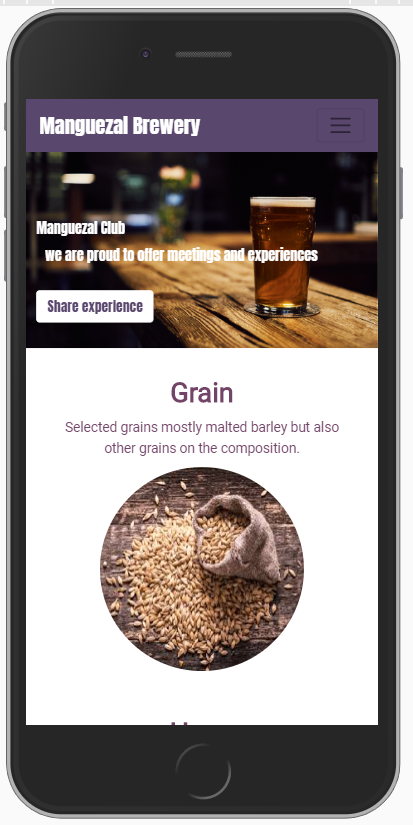 Manguezal Brewery
Manguezal Club
we are proud to offer meetings and experiences
Share experience
Grain
Selected grains mostly malted barley but also
other grains on the composition.